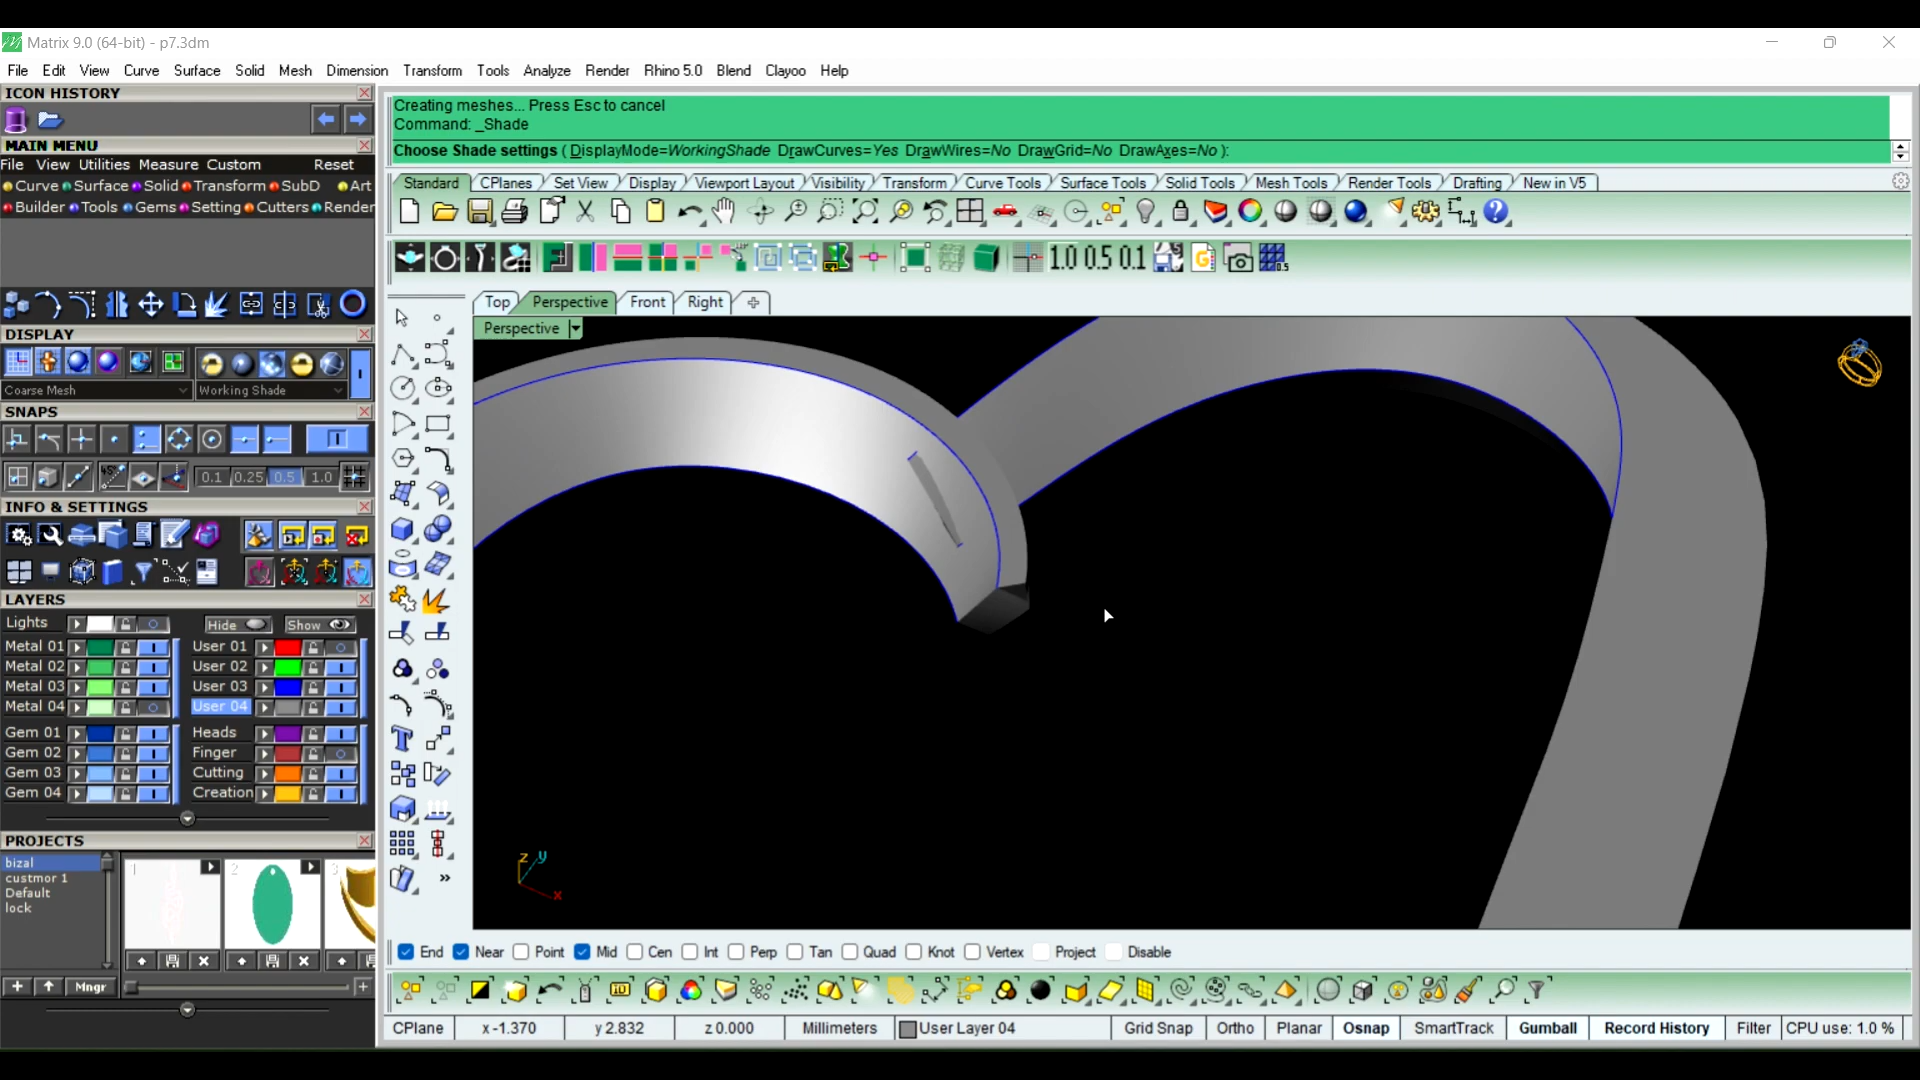 Matrix 9.0 (64-bit) - p7.3dm
File Edit View Curve Surface Solid Mesh Dimension Transform Tools Analyze Render Rhino 5.0 Blend Clayoo Help
ICON HISTORY
MAIN MENU
File View Utilities Measure Custom Reset
Curve Surface Solid Transform SubD Art
Builder Tools Gems Setting Cutters Render
DISPLAY
Coarse Mesh Working Shade
SNAPS
0.1 0.25 0.5 1.0
INFO & SETTINGS
LAYERS
Lights Hide Show
Metal 01 User 01
Metal 02 User 02
Metal 03 User 03
Metal 04 User 04
Gem 01 Heads
Gem 02 Finger
Gem 03 Cutting
Gem 04 Creation
PROJECTS
bizal
custmor 1
Default
lock
1 2 3
+ Mngr +
Creating meshes... Press Esc to cancel
Command: _Shade
Choose Shade settings ( DisplayMode=WorkingShade DrawCurves=Yes DrawWires=No DrawGrid=No DrawAxes=No ):
Standard CPlanes Set View Display Viewport Layout Visibility Transform Curve Tools Surface Tools Solid Tools Mesh Tools Render Tools Drafting New in V5
1.0 0.5 0.1
Top Perspective Front Right
Perspective
z y
x
End Near Point Mid Cen Int Perp Tan Quad Knot Vertex Project Disable
CPlane x -1.370 y 2.832 z 0.000 Millimeters User Layer 04 Grid Snap Ortho Planar Osnap SmartTrack Gumball Record History Filter CPU use: 1.0 %